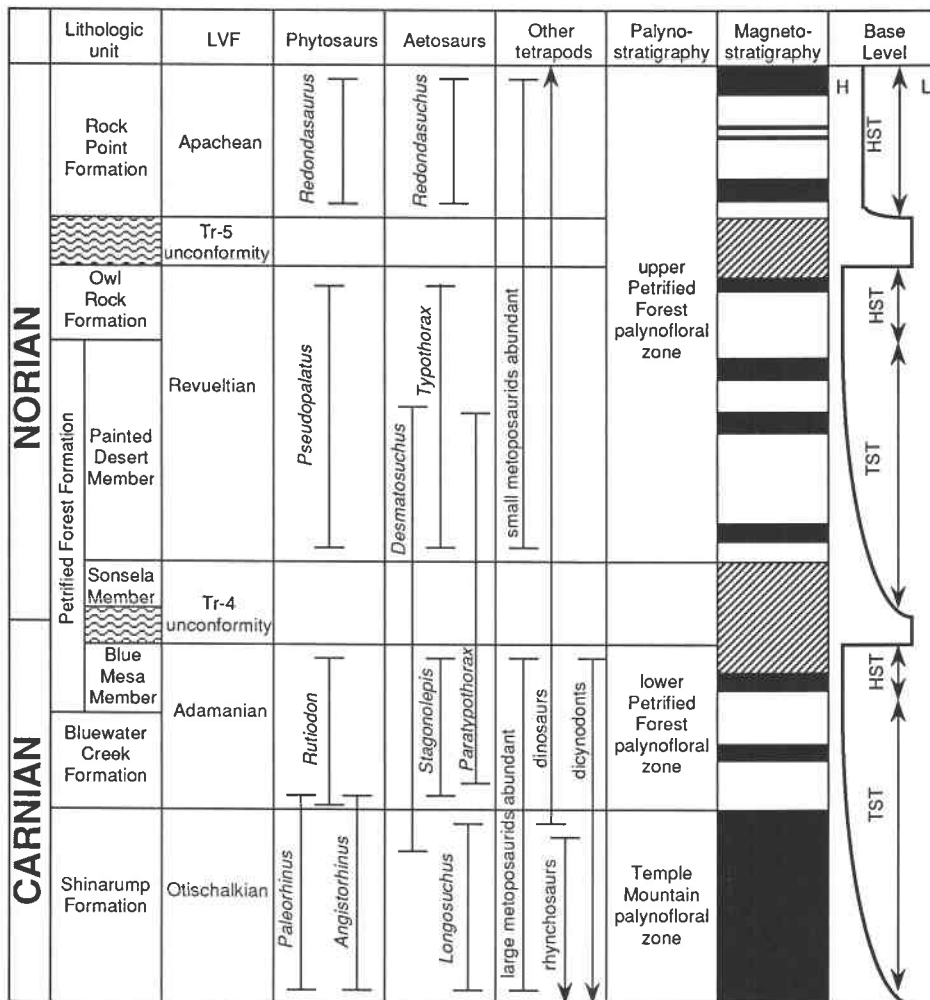 Lithologic
unit
LVF
Phytosaurs
Aetosaurs
Other
tetrapods
Palyno-
stratigraphy
Magneto-
stratigraphy
Base
Level
NORIAN
CARNIAN
Rock
Point
Formation
Owl
Rock
Formation
Petrified Forest Formation
Painted
Desert
Member
Sonsela
Member
Blue
Mesa
Member
Bluewater
Creek
Formation
Shinarump
Formation
Apachean
Tr-5
unconformity
Revueltian
Tr-4
unconformity
Adamanian
Otischalkian
Redondasaurus
Pseudopalatus
Rutiodon
Paleorhinus
Angistorhinus
Redondasuchus
Typothorax
Desmatosuchus
Stagonolepis
Paratypothorax
Longosuchus
small metoposaurids abundant
large metoposaurids abundant
dinosaurs
dicynodonts
rhynchosaurs
upper
Petrified
Forest
palynofloral
zone
lower
Petrified
Forest
palynofloral
zone
Temple
Mountain
palynofloral
zone
H
L
HST
HST
TST
HST
TST